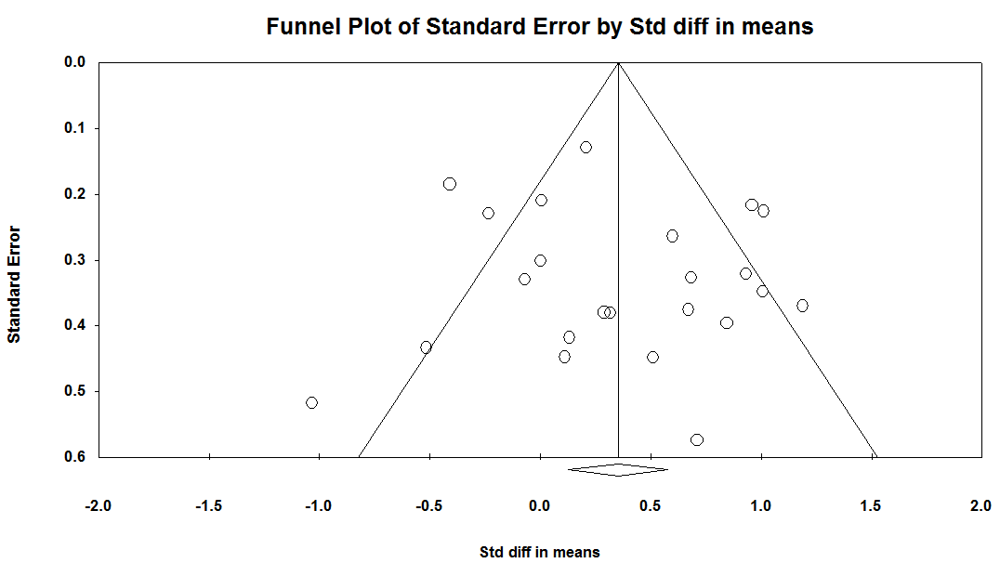 Funnel Plot of Standard Error by Std diff in means
0.0
0.1
0.2
0.3
0.4
0.5
0.6
Standard Error
-2.0 -1.5 -1.0 -0.5 0.0 0.5 1.0 1.5 2.0
Std diff in means